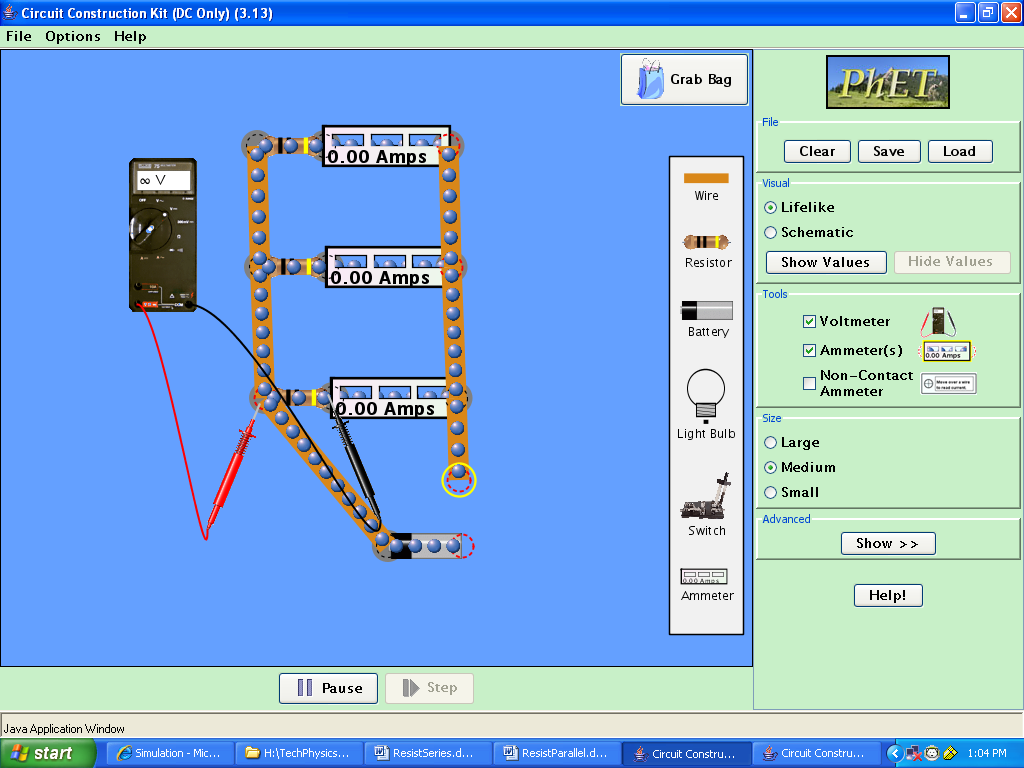 Circuit Construction Kit (DC Only) (3.13)
File Options Help
Grab Bag
PhET
File
Clear Save Load
Visual
Lifelike
Schematic
Show Values Hide Values
Tools
Voltmeter
Ammeter(s)
0.00 Amps
Non-Contact
Ammeter
Size
Large
Medium
Small
Advanced
Show >>
Help!
∞ V
0.00 Amps
0.00 Amps
0.00 Amps
Wire
Resistor
Battery
Light Bulb
Switch
0.00 Amps
Ammeter
Pause Step
Java Application Window
start
Simulation - Mic...
H:\TechPhysics...
ResistSeries.d...
ResistParallel.d...
Circuit Constru...
Circuit Constru...
1:04 PM